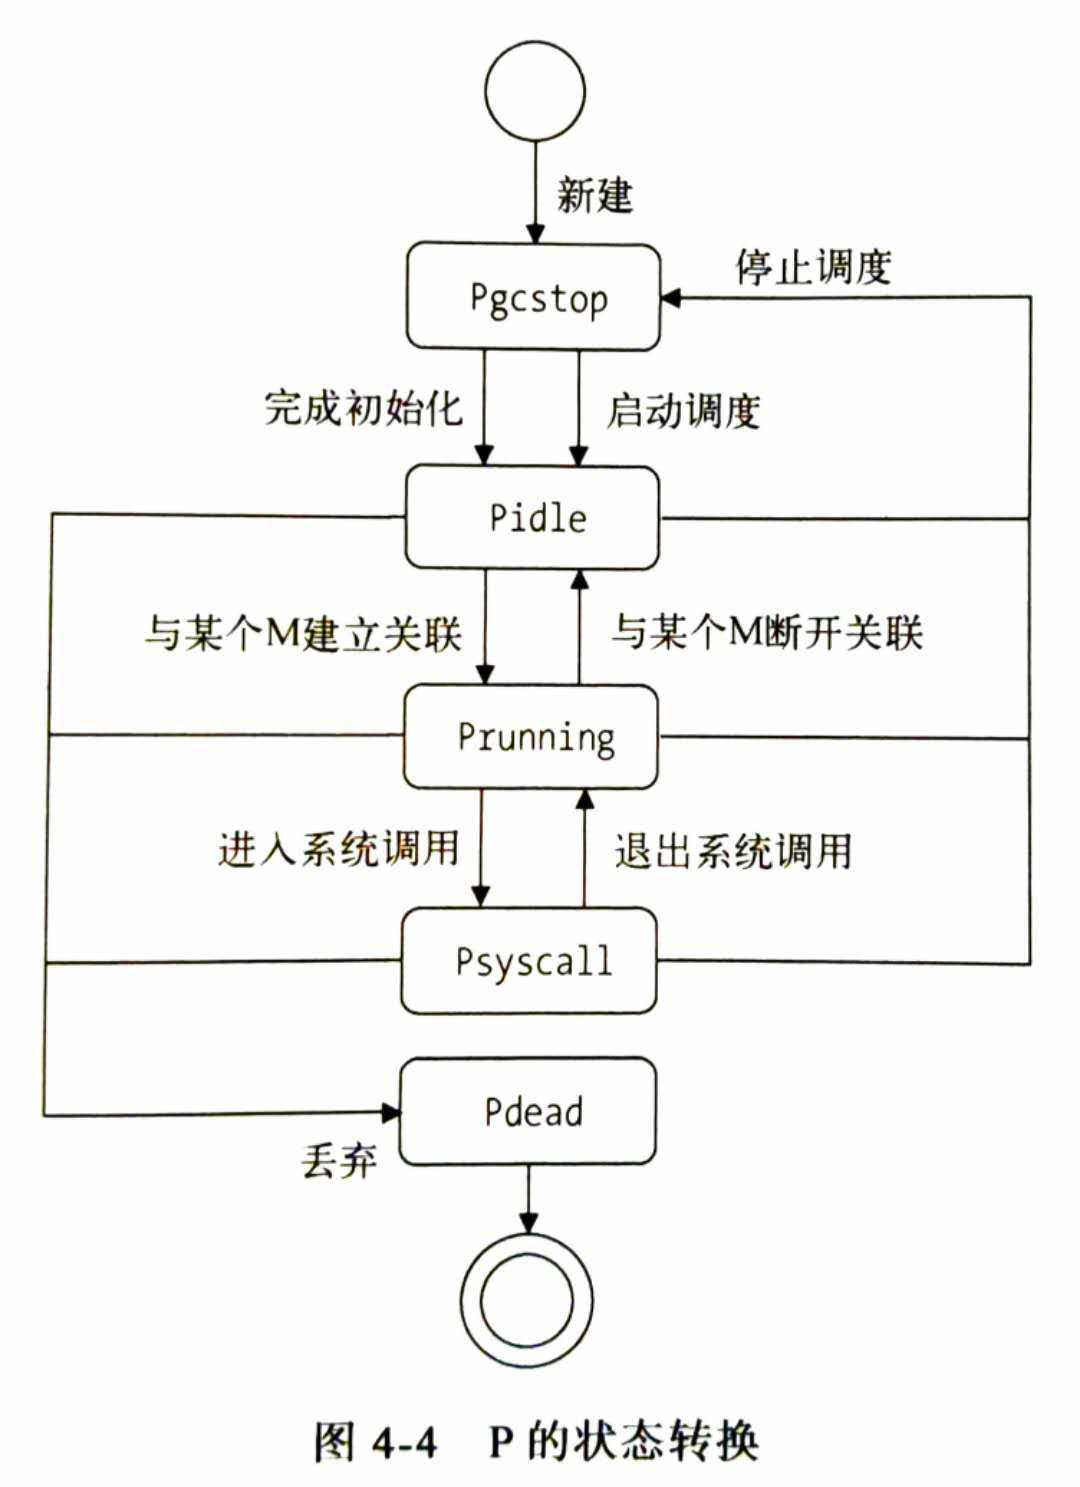 新建
停止调度
Pgcstop
完成初始化
启动调度
Pidle
与某个M建立关联
与某个M断开关联
Prunning
进入系统调用
退出系统调用
Psyscall
Pdead
丢弃
图 4-4 P 的状态转换